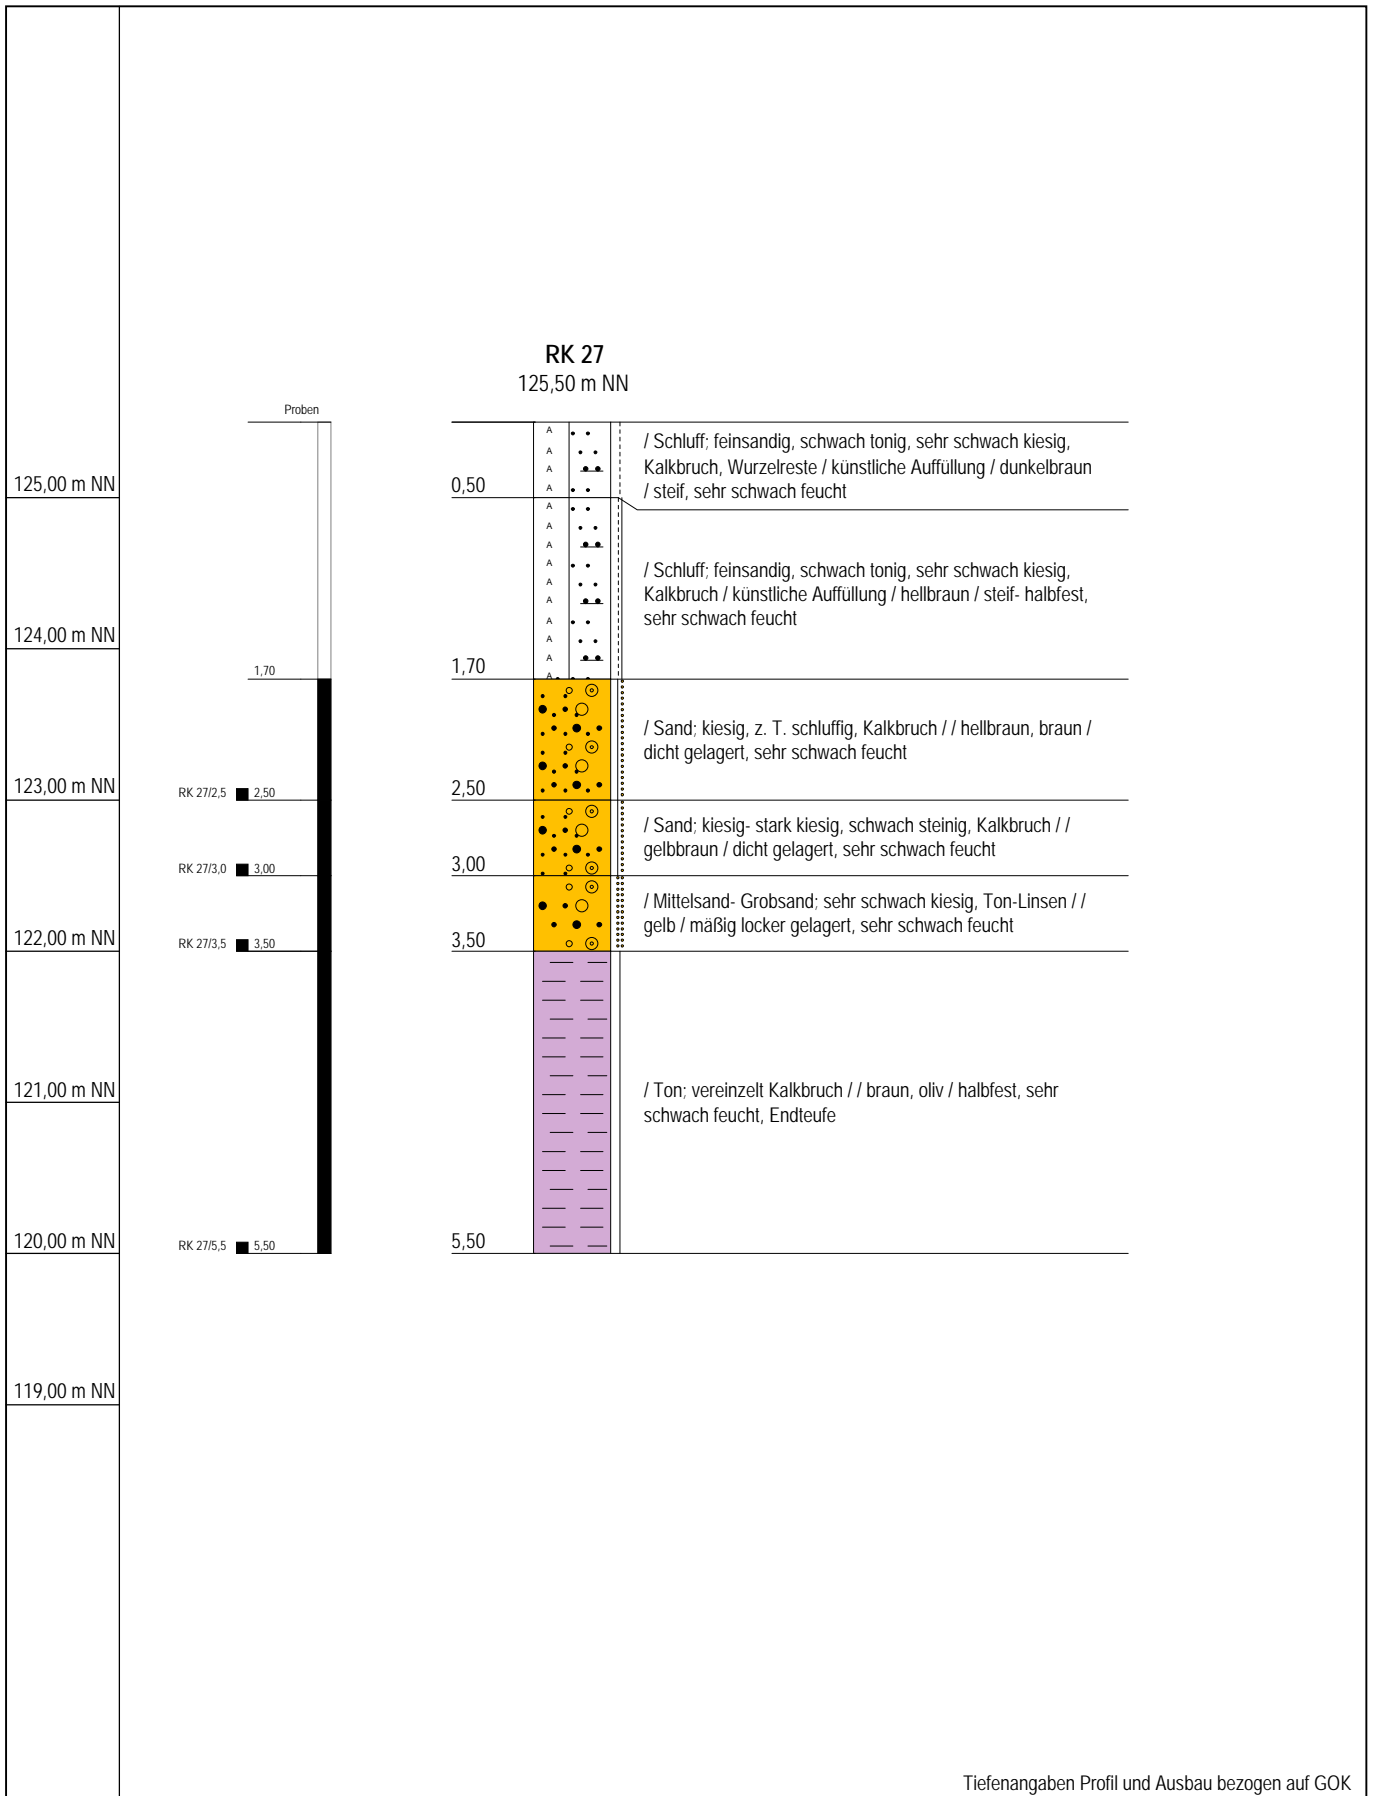 RK 27
125,50 m NN
Proben
/ Schluff; feinsandig, schwach tonig, sehr schwach kiesig,
Kalkbruch, Wurzelreste / künstliche Auffüllung / dunkelbraun
/ steif, sehr schwach feucht
125,00 m NN
0,50
/ Schluff; feinsandig, schwach tonig, sehr schwach kiesig,
Kalkbruch / künstliche Auffüllung / hellbraun / steif- halbfest,
sehr schwach feucht
124,00 m NN
1,70
1,70
/ Sand; kiesig, z. T. schluffig, Kalkbruch / / hellbraun, braun /
dicht gelagert, sehr schwach feucht
123,00 m NN
RK 27/2,5
2,50
2,50
/ Sand; kiesig- stark kiesig, schwach steinig, Kalkbruch / /
gelbbraun / dicht gelagert, sehr schwach feucht
RK 27/3,0
3,00
3,00
/ Mittelsand- Grobsand; sehr schwach kiesig, Ton-Linsen / /
gelb / mäßig locker gelagert, sehr schwach feucht
122,00 m NN
RK 27/3,5
3,50
3,50
121,00 m NN
/ Ton; vereinzelt Kalkbruch / / braun, oliv / halbfest, sehr
schwach feucht, Endteufe
120,00 m NN
RK 27/5,5
5,50
5,50
119,00 m NN
A
A
A
A
A
A
A
A
A
A
A
A
A
A
Tiefenangaben Profil und Ausbau bezogen auf GOK